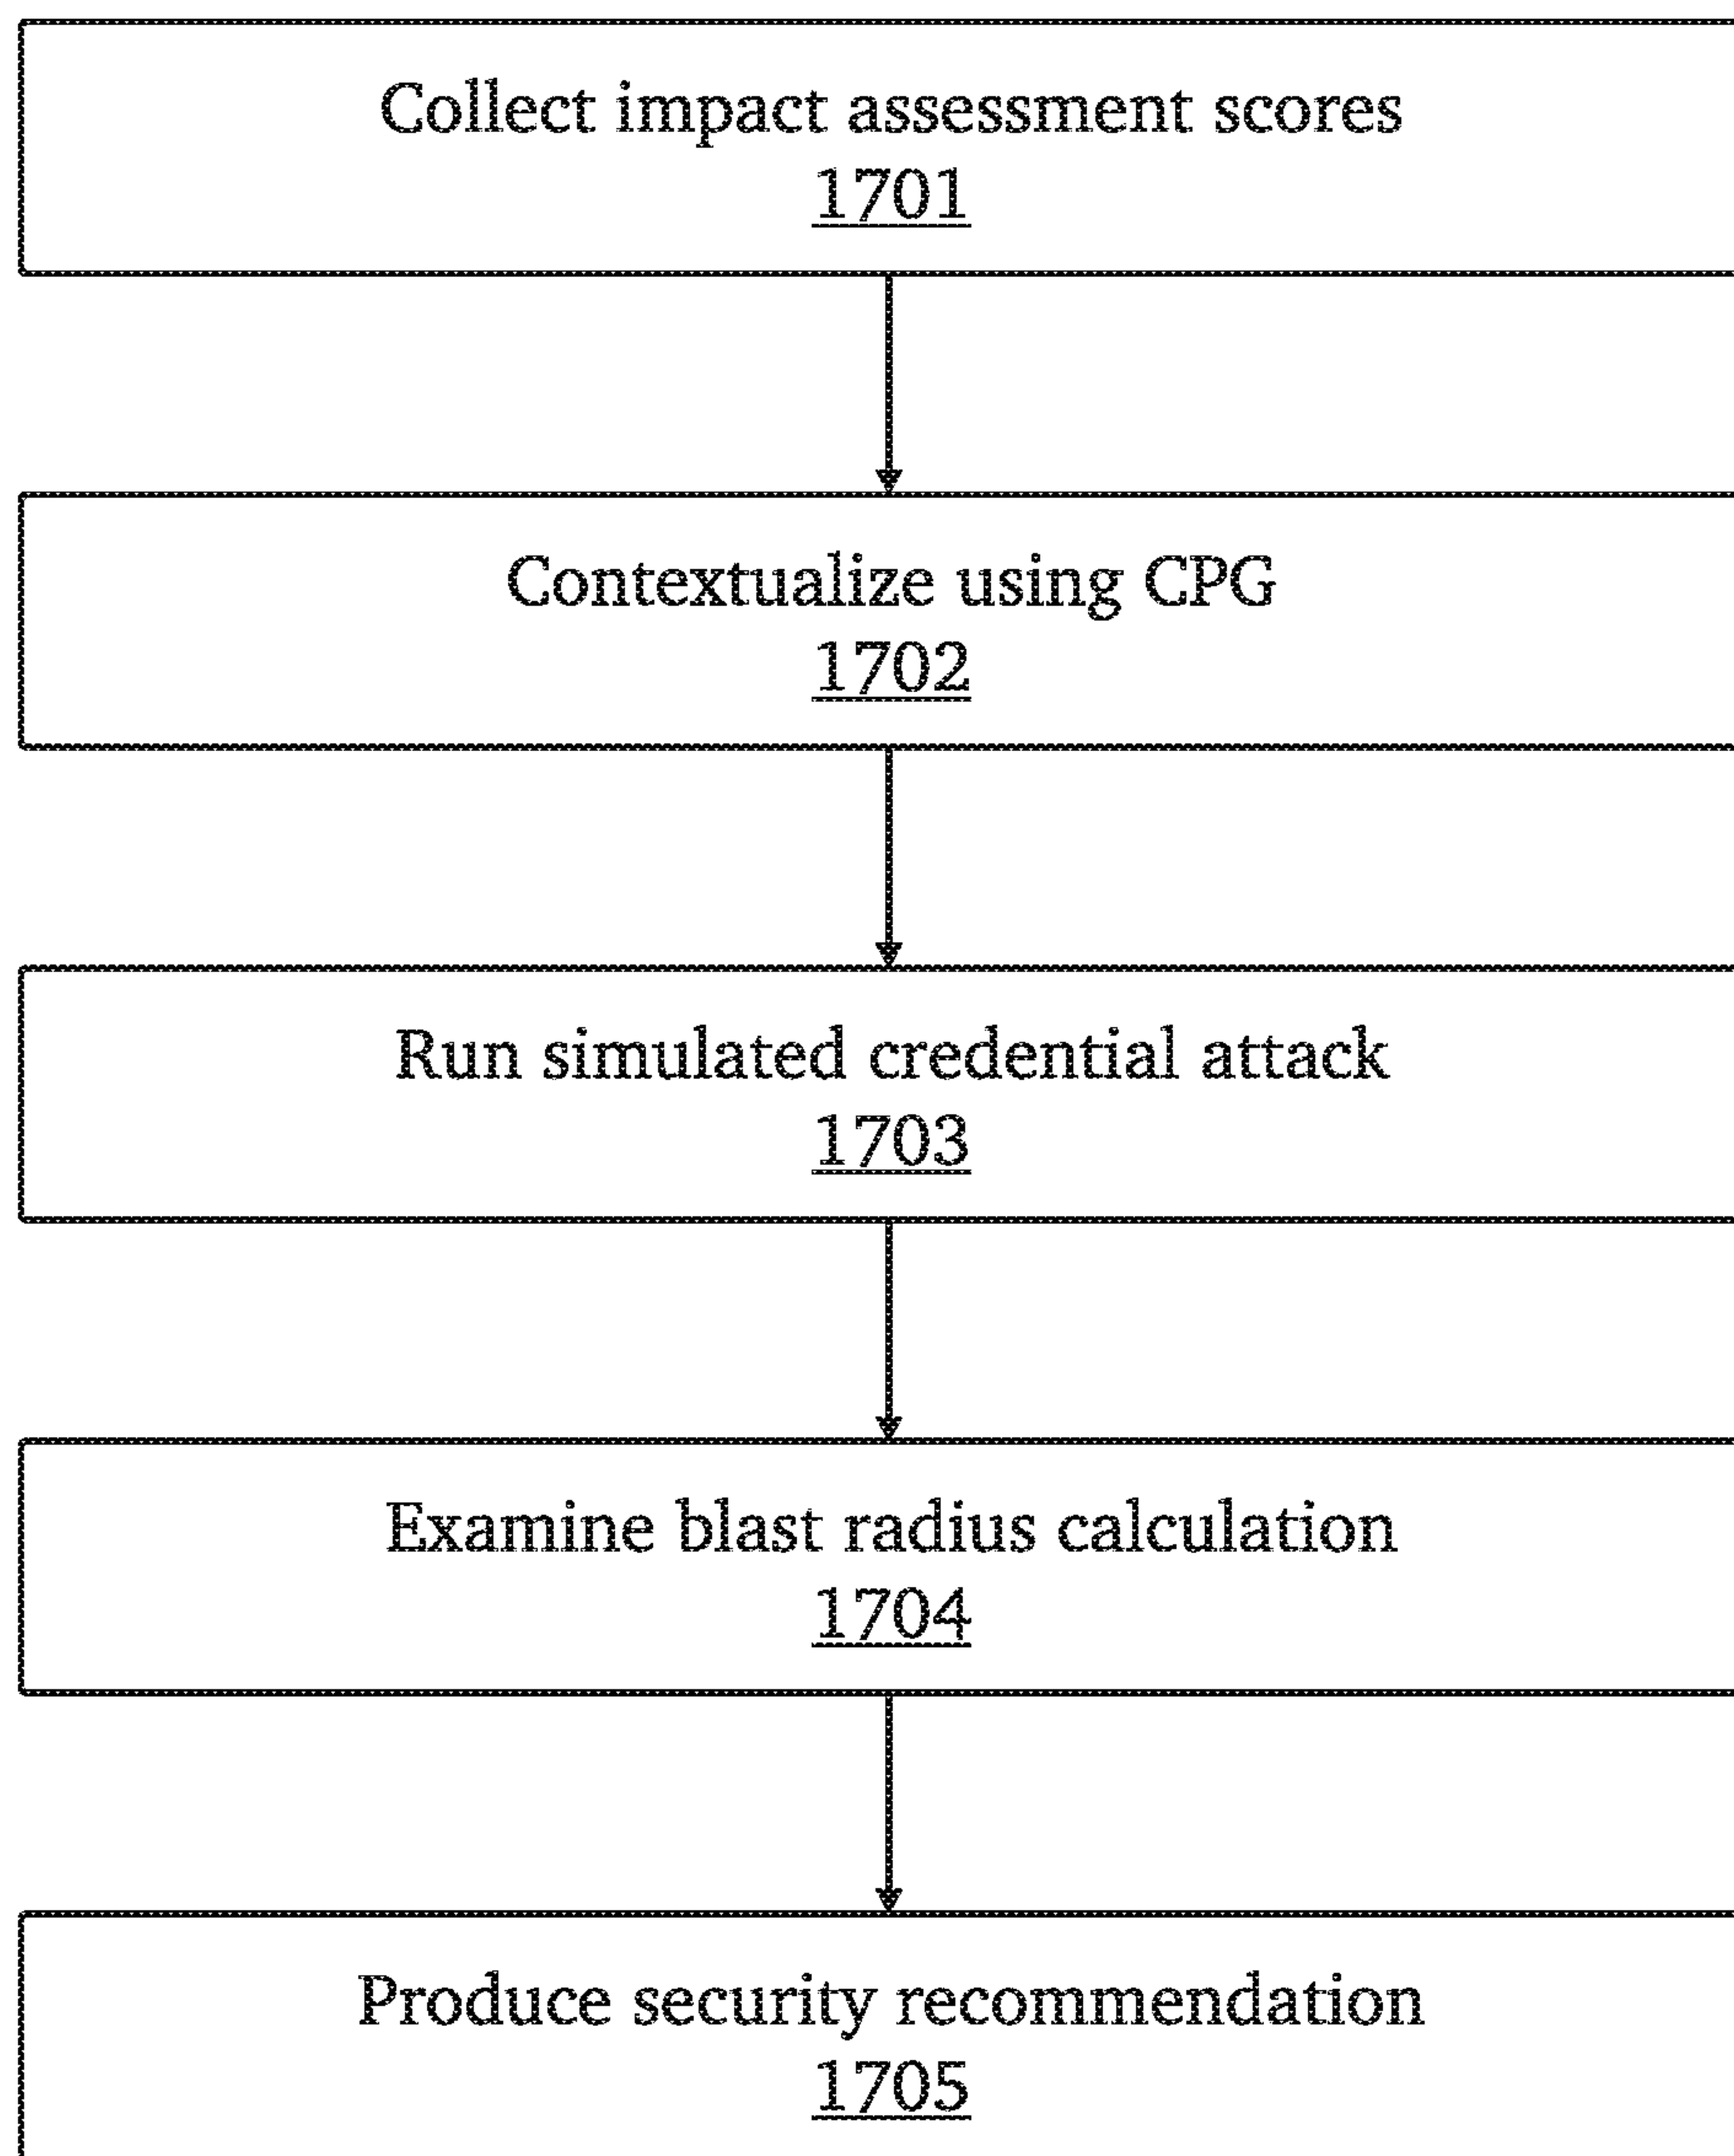 Collect impact assessment scores
1701
Contextualize using CPG
1702
Run simulated credential attack
1703
Examine blast radius calculation
1704
Produce security recommendation
1705